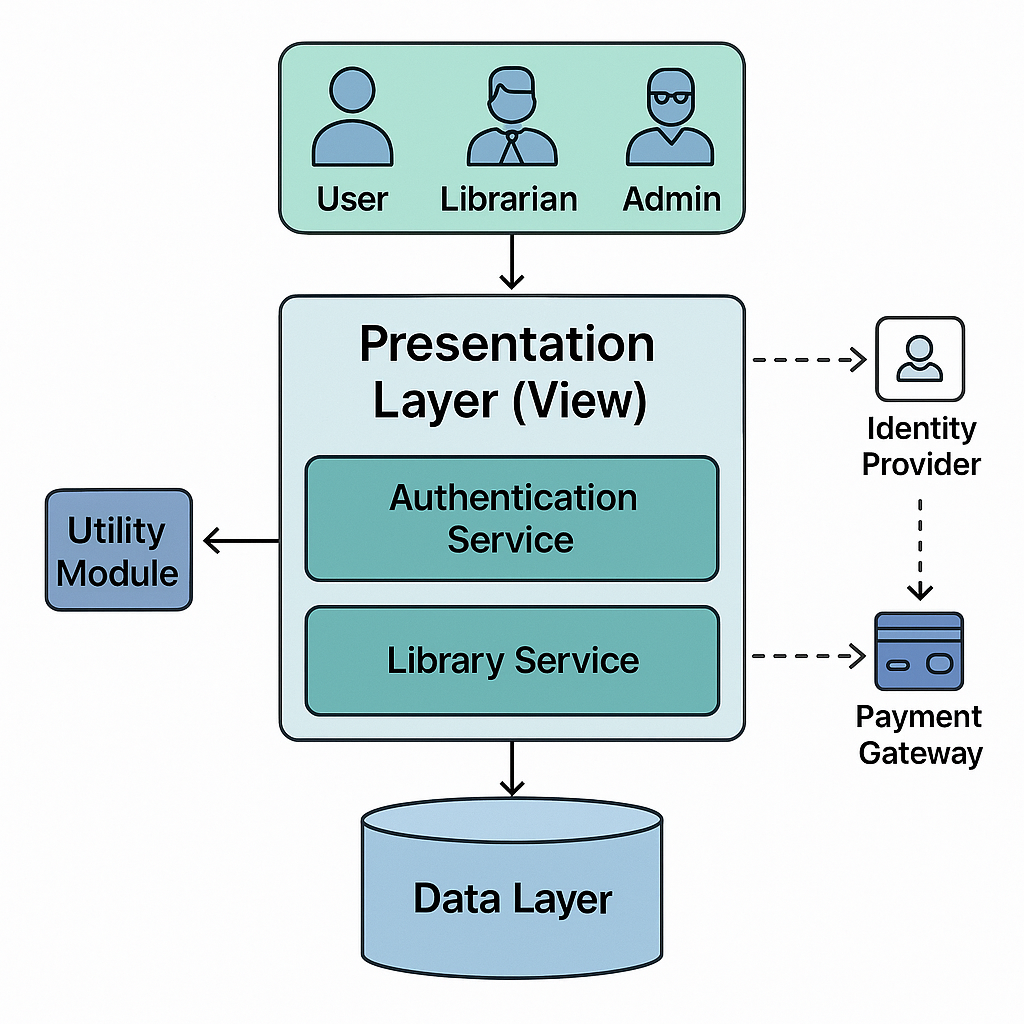 User
Librarian
Admin
Presentation
Layer (View)
Authentication
Service
Library Service
Utility
Module
Identity
Provider
Payment
Gateway
Data Layer